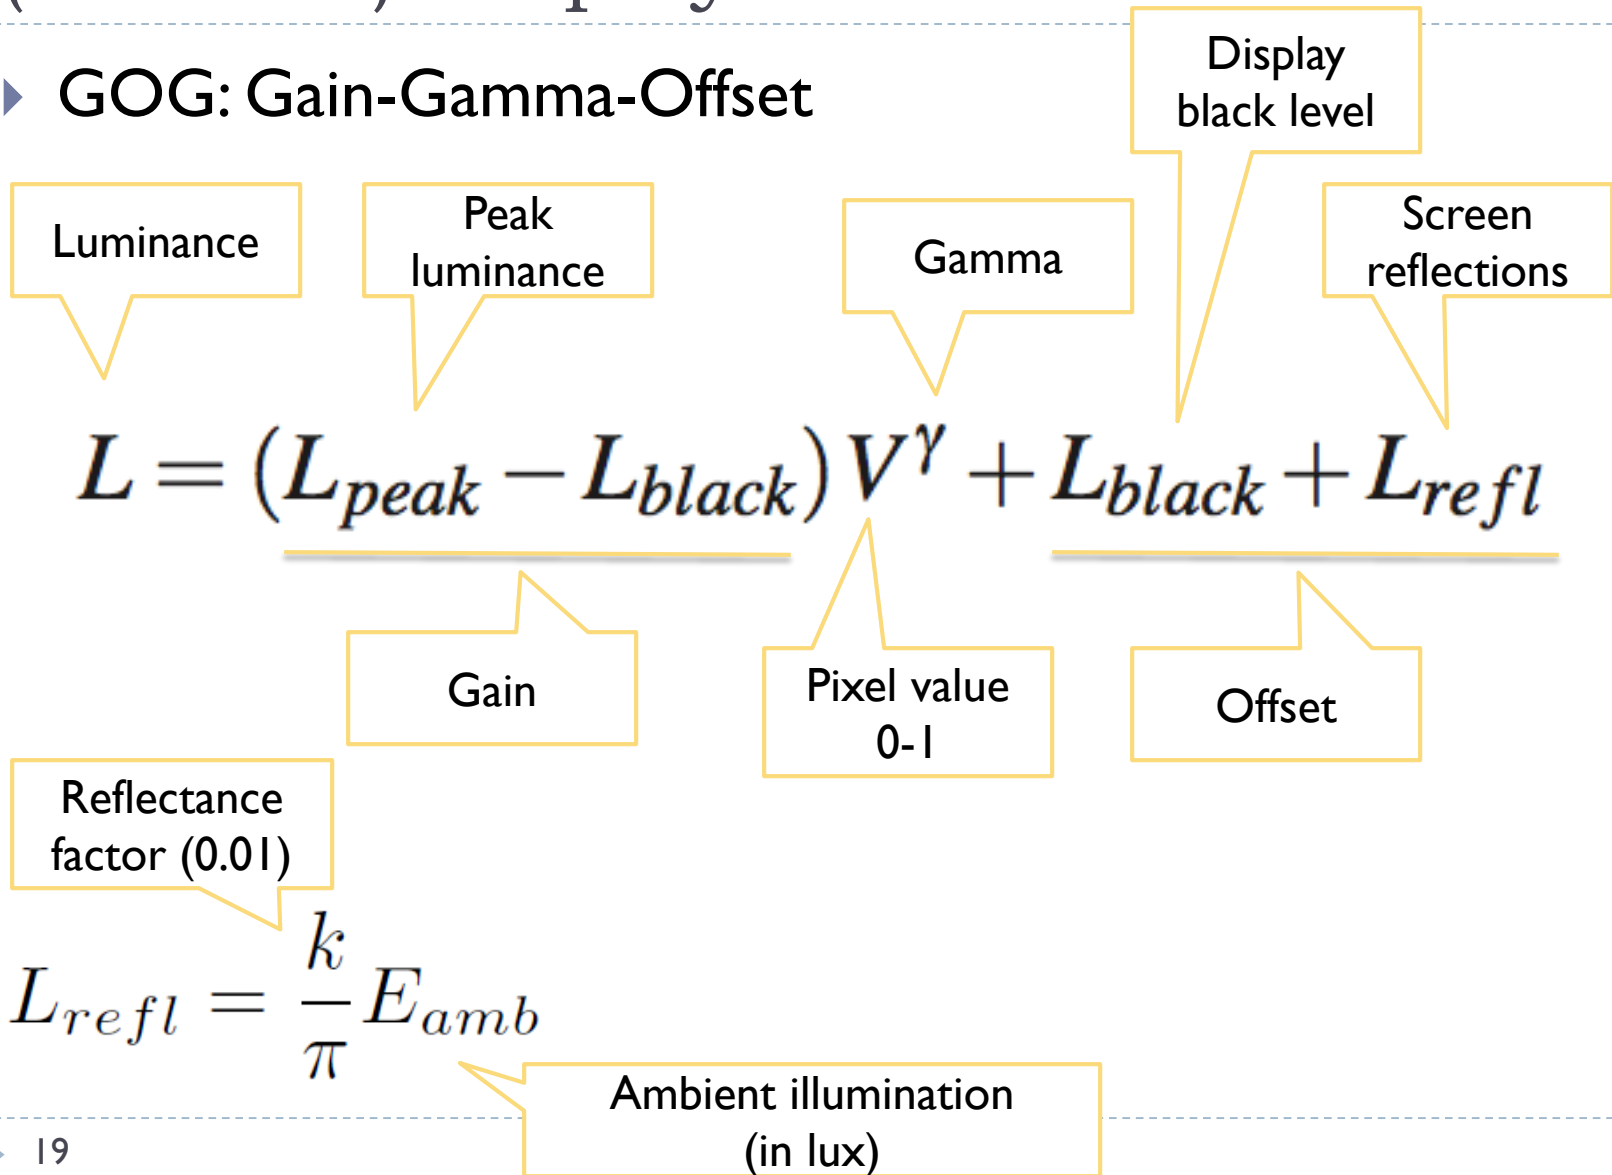 GOG: Gain-Gamma-Offset
Display
black level
Luminance
Peak
luminance
Gamma
Screen
reflections
L = (L_peak − L_black) V^γ + L_black + L_refl
Gain
Pixel value
0-1
Offset
Reflectance
factor (0.01)
L_refl = k/π E_amb
Ambient illumination
(in lux)
19